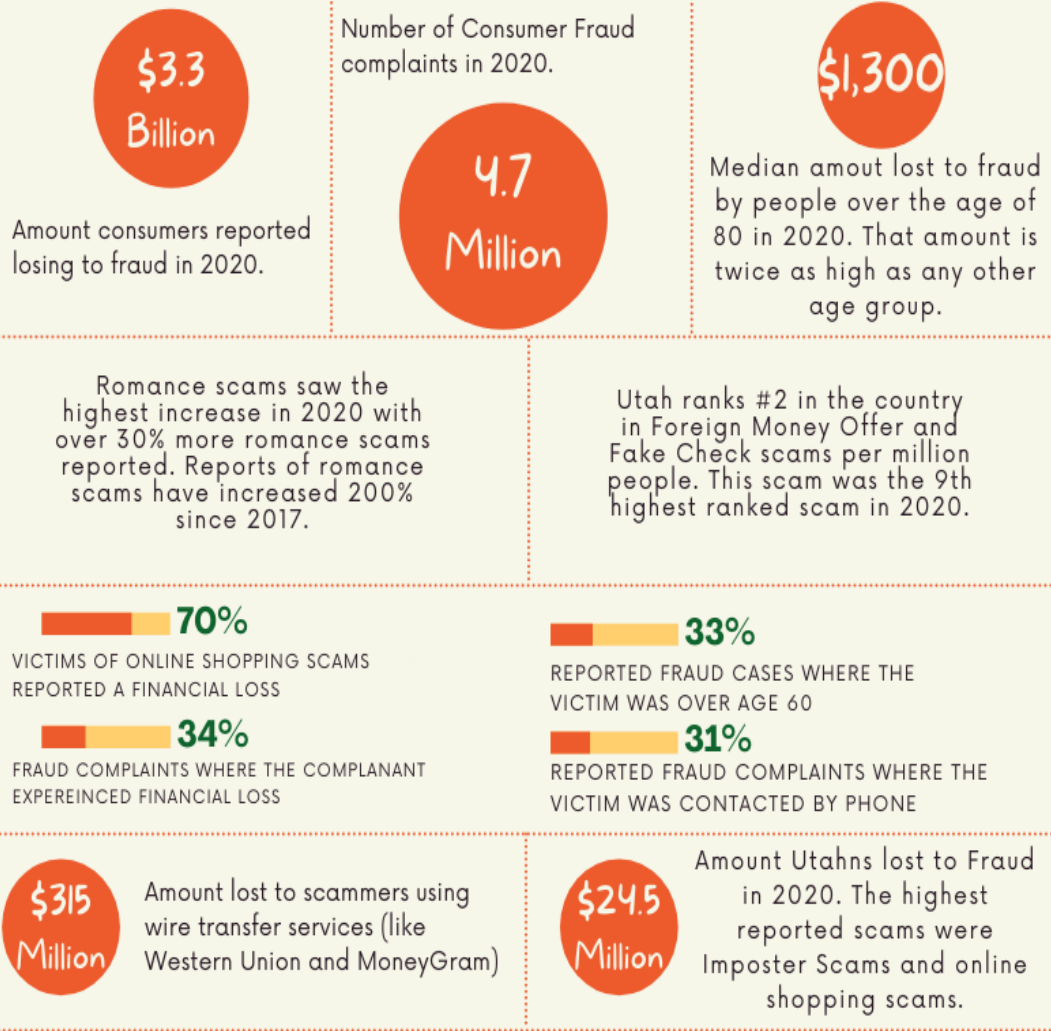 $3.3
Billion
Amount consumers reported
losing to fraud in 2020.
Number of Consumer Fraud
complaints in 2020.
4.7
Million
$1,300
Median amout lost to fraud
by people over the age of
80 in 2020. That amount is
twice as high as any other
age group.
Romance scams saw the
highest increase in 2020 with
over 30% more romance scams
reported. Reports of romance
scams have increased 200%
since 2017.
Utah ranks #2 in the country
in Foreign Money Offer and
Fake Check scams per million
people. This scam was the 9th
highest ranked scam in 2020.
70%
VICTIMS OF ONLINE SHOPPING SCAMS
REPORTED A FINANCIAL LOSS
34%
FRAUD COMPLAINTS WHERE THE COMPLANANT
EXPEREINCED FINANCIAL LOSS
33%
REPORTED FRAUD CASES WHERE THE
VICTIM WAS OVER AGE 60
31%
REPORTED FRAUD COMPLAINTS WHERE THE
VICTIM WAS CONTACTED BY PHONE
$315
Million
Amount lost to scammers using
wire transfer services (like
Western Union and MoneyGram)
$24.5
Million
Amount Utahns lost to Fraud
in 2020. The highest
reported scams were
Imposter Scams and online
shopping scams.